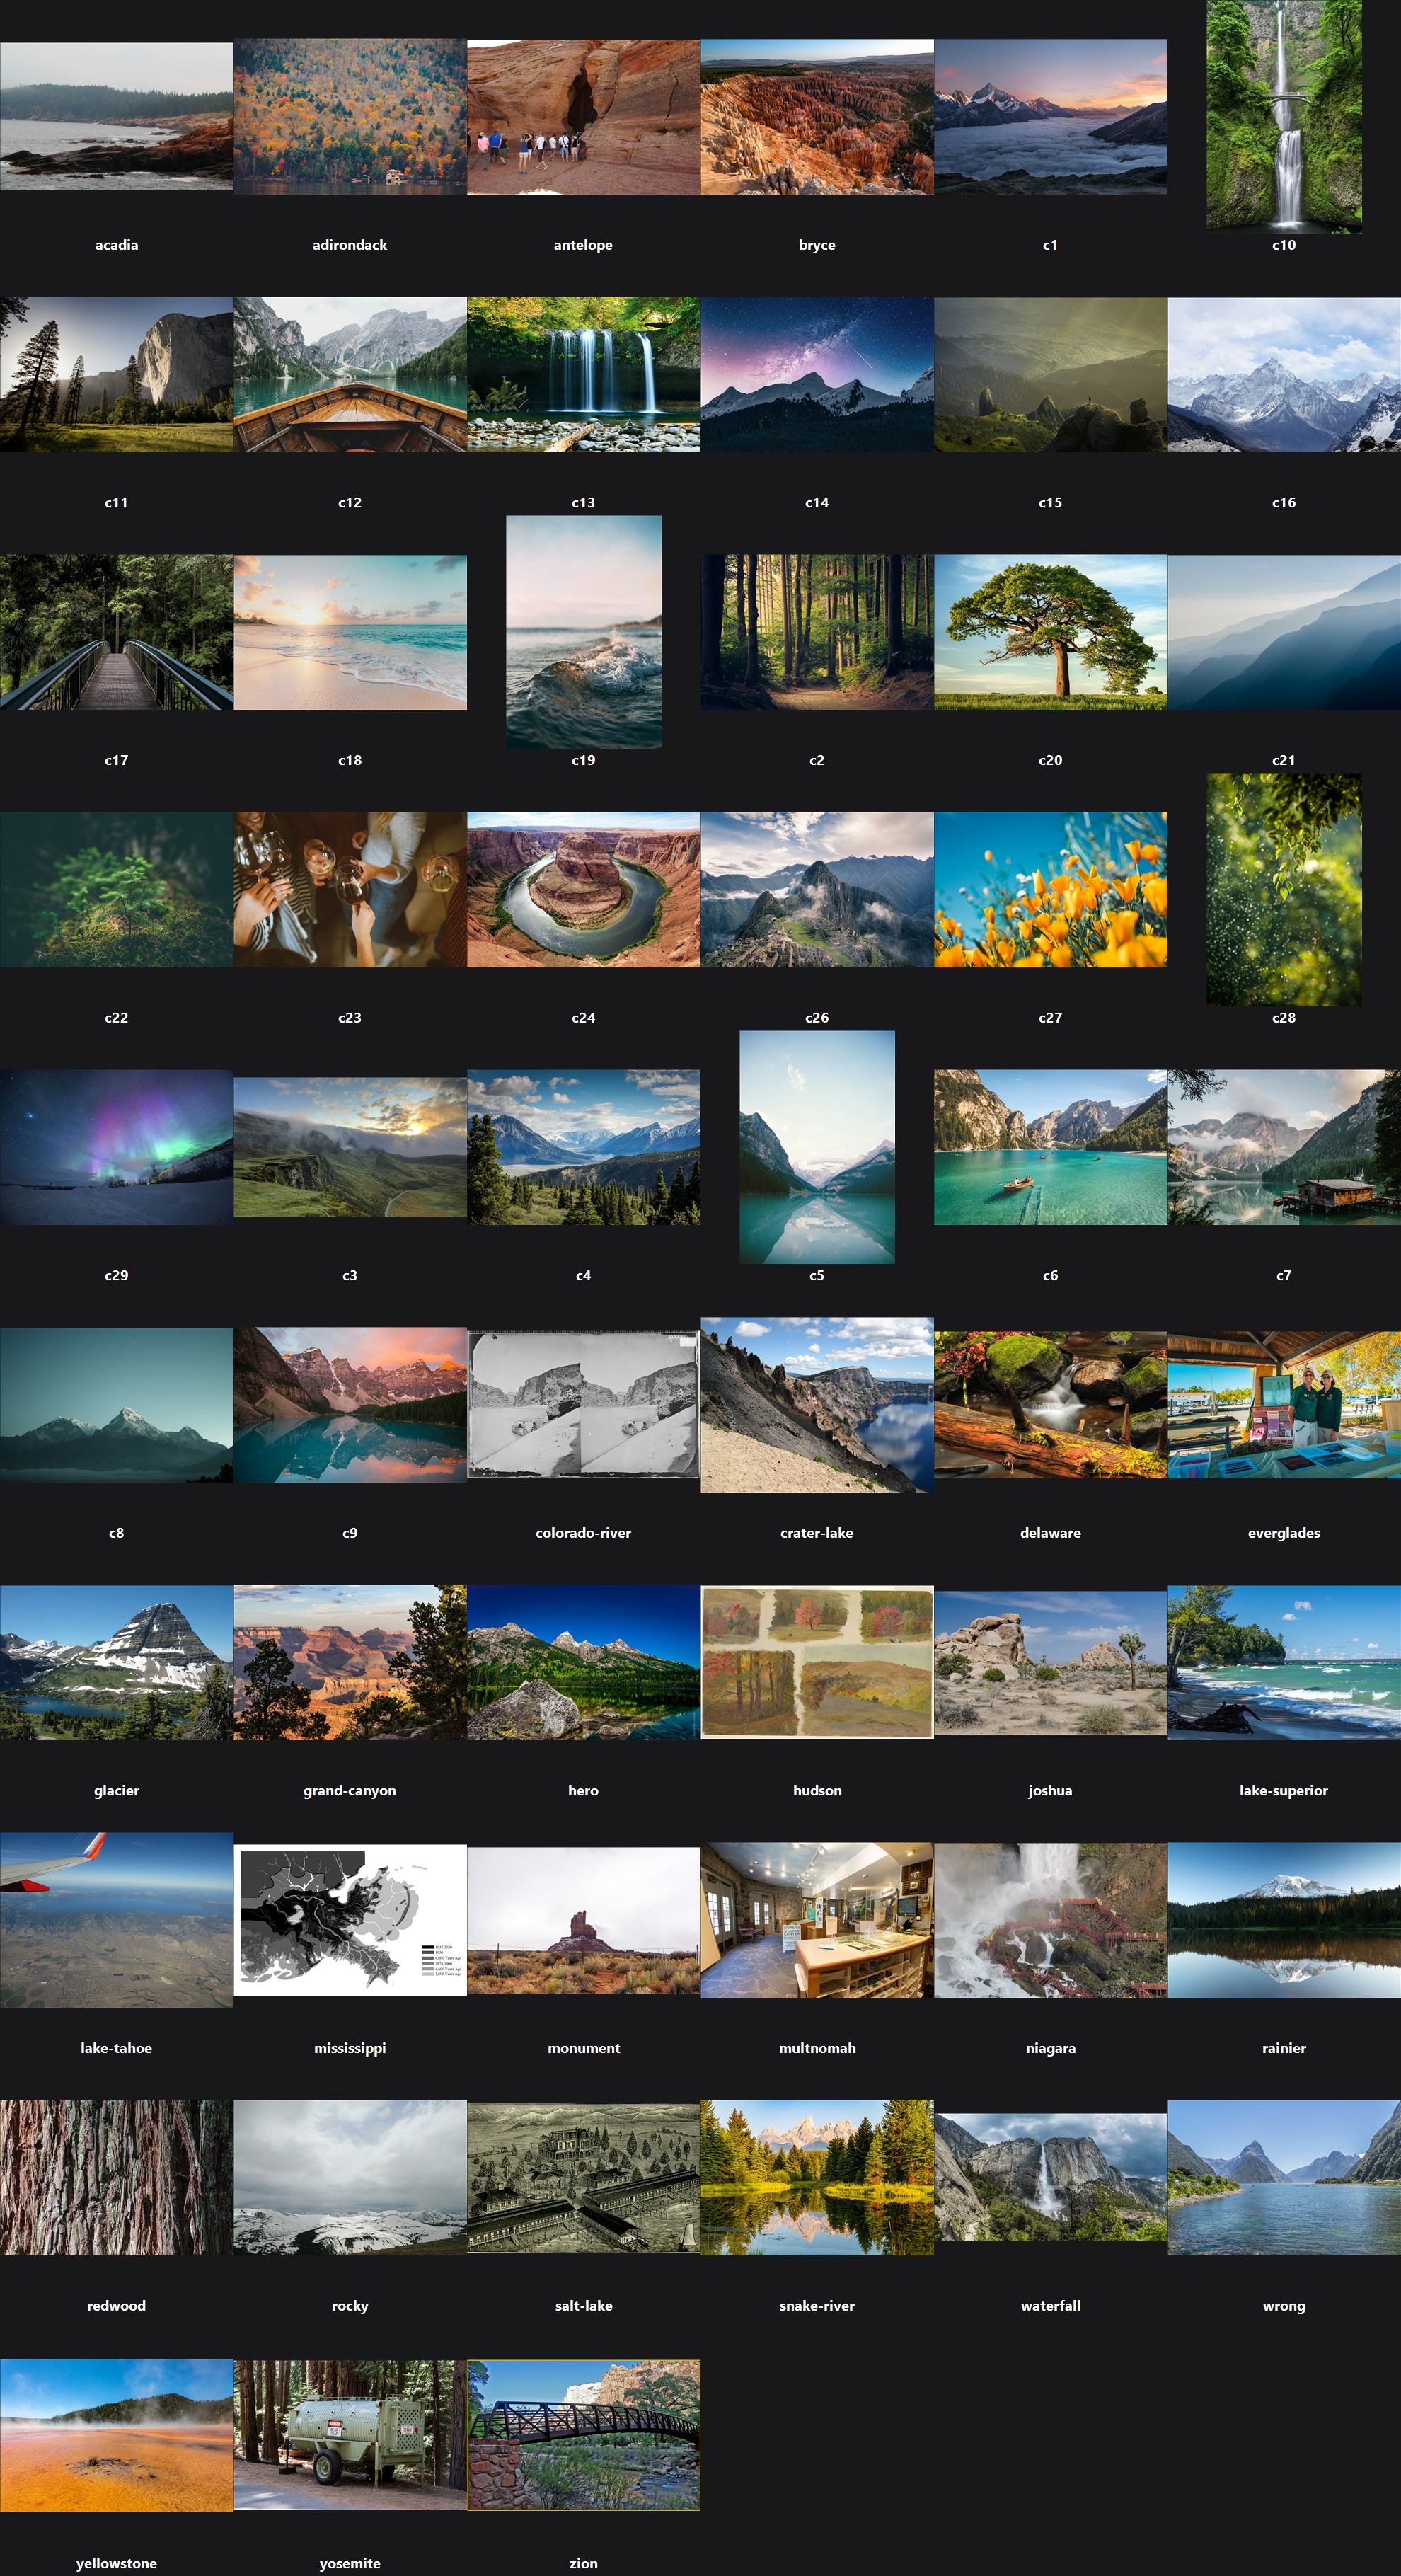 acadia
adirondack
antelope
bryce
c1
c10
c11
c12
c13
c14
c15
c16
c17
c18
c19
c2
c20
c21
c22
c23
c24
c26
c27
c28
c29
c3
c4
c5
c6
c7
c8
c9
colorado-river
crater-lake
delaware
everglades
glacier
grand-canyon
hero
hudson
joshua
lake-superior
lake-tahoe
mississippi
monument
multnomah
niagara
rainier
redwood
rocky
salt-lake
snake-river
waterfall
wrong
yellowstone
yosemite
zion